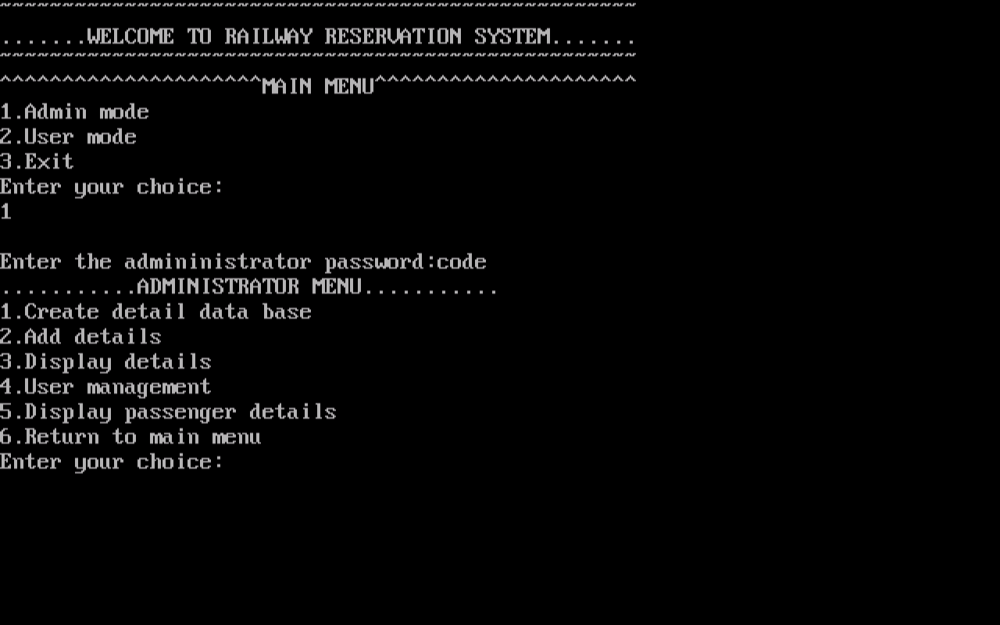 ~~~~~~~~~~~~~~~~~~~~~~~~~~~~~~~~~~~~~~~~~~~~~~~~~~~
.......WELCOME TO RAILWAY RESERVATION SYSTEM.......
~~~~~~~~~~~~~~~~~~~~~~~~~~~~~~~~~~~~~~~~~~~~~~~~~~~
^^^^^^^^^^^^^^^^^^^^^MAIN MENU^^^^^^^^^^^^^^^^^^^^^
1.Admin mode
2.User mode
3.Exit
Enter your choice:
1
Enter the admininistrator password:code
...........ADMINISTRATOR MENU...........
1.Create detail data base
2.Add details
3.Display details
4.User management
5.Display passenger details
6.Return to main menu
Enter your choice: